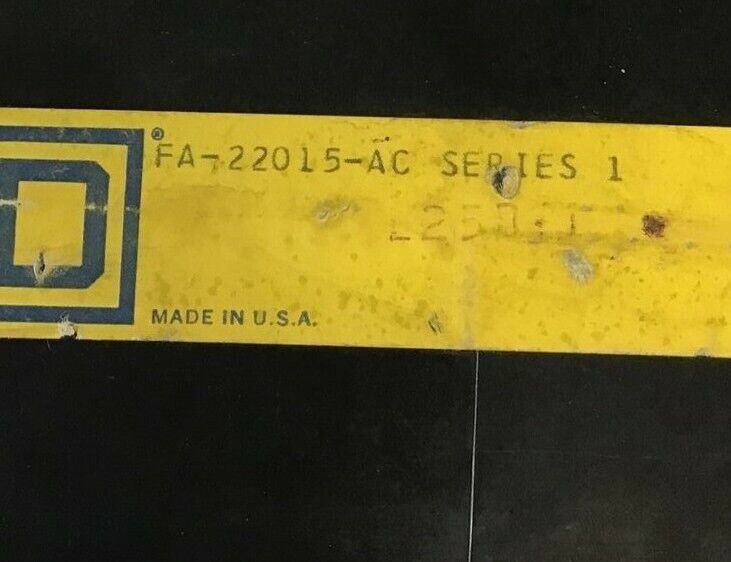 ®
FA-22015-AC SERIES 1
MADE IN U.S.A.